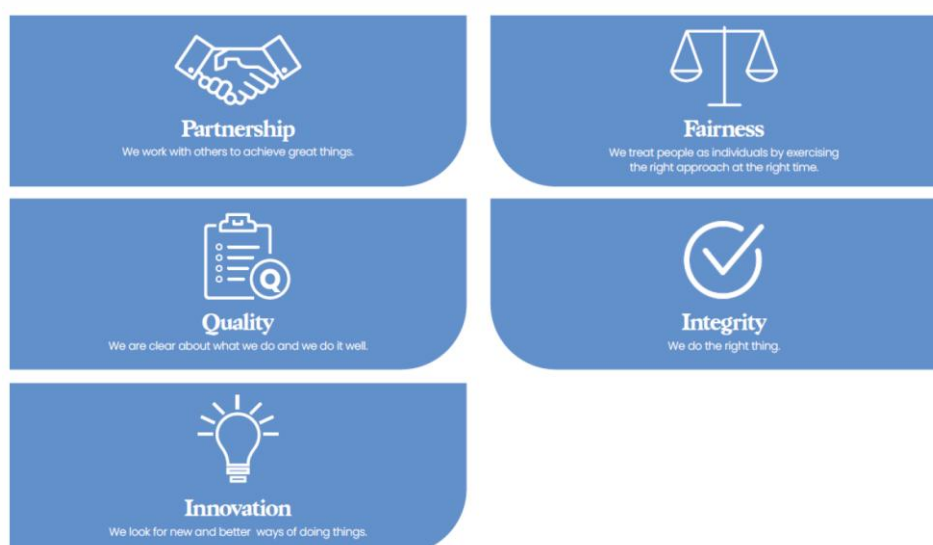 Partnership
We work with others to achieve great things.
Fairness
We treat people as individuals by exercising
the right approach at the right time.
Quality
We are clear about what we do and we do it well.
Integrity
We do the right thing.
Innovation
We look for new and better ways of doing things.
Q